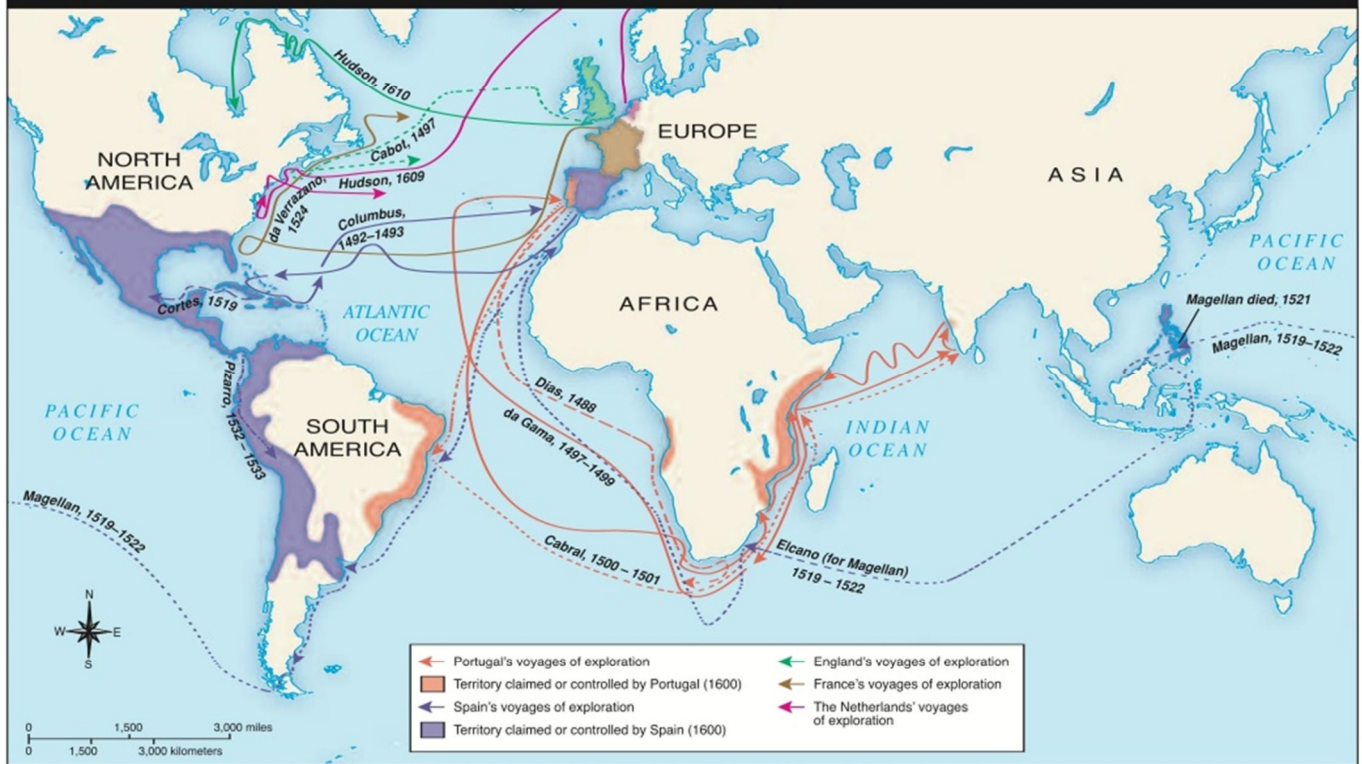 Hudson, 1610
EUROPE
NORTH
AMERICA
Cabot, 1497
ASIA
Hudson, 1609
da Verrazano,
1524
Columbus,
1492–1493
PACIFIC
OCEAN
Cortes, 1519
ATLANTIC
OCEAN
AFRICA
Magellan died, 1521
Magellan, 1519–1522
Pizarro, 1532 – 1533
Dias, 1488
PACIFIC
OCEAN
SOUTH
AMERICA
da Gama, 1497–1499
INDIAN
OCEAN
Magellan, 1519–1522
Cabral, 1500 – 1501
Elcano (for Magellan)
1519 – 1522
N
W E
S
Portugal's voyages of exploration
Territory claimed or controlled by Portugal (1600)
Spain's voyages of exploration
Territory claimed or controlled by Spain (1600)
England's voyages of exploration
France's voyages of exploration
The Netherlands' voyages
of exploration
0 1,500 3,000 miles
0 1,500 3,000 kilometers